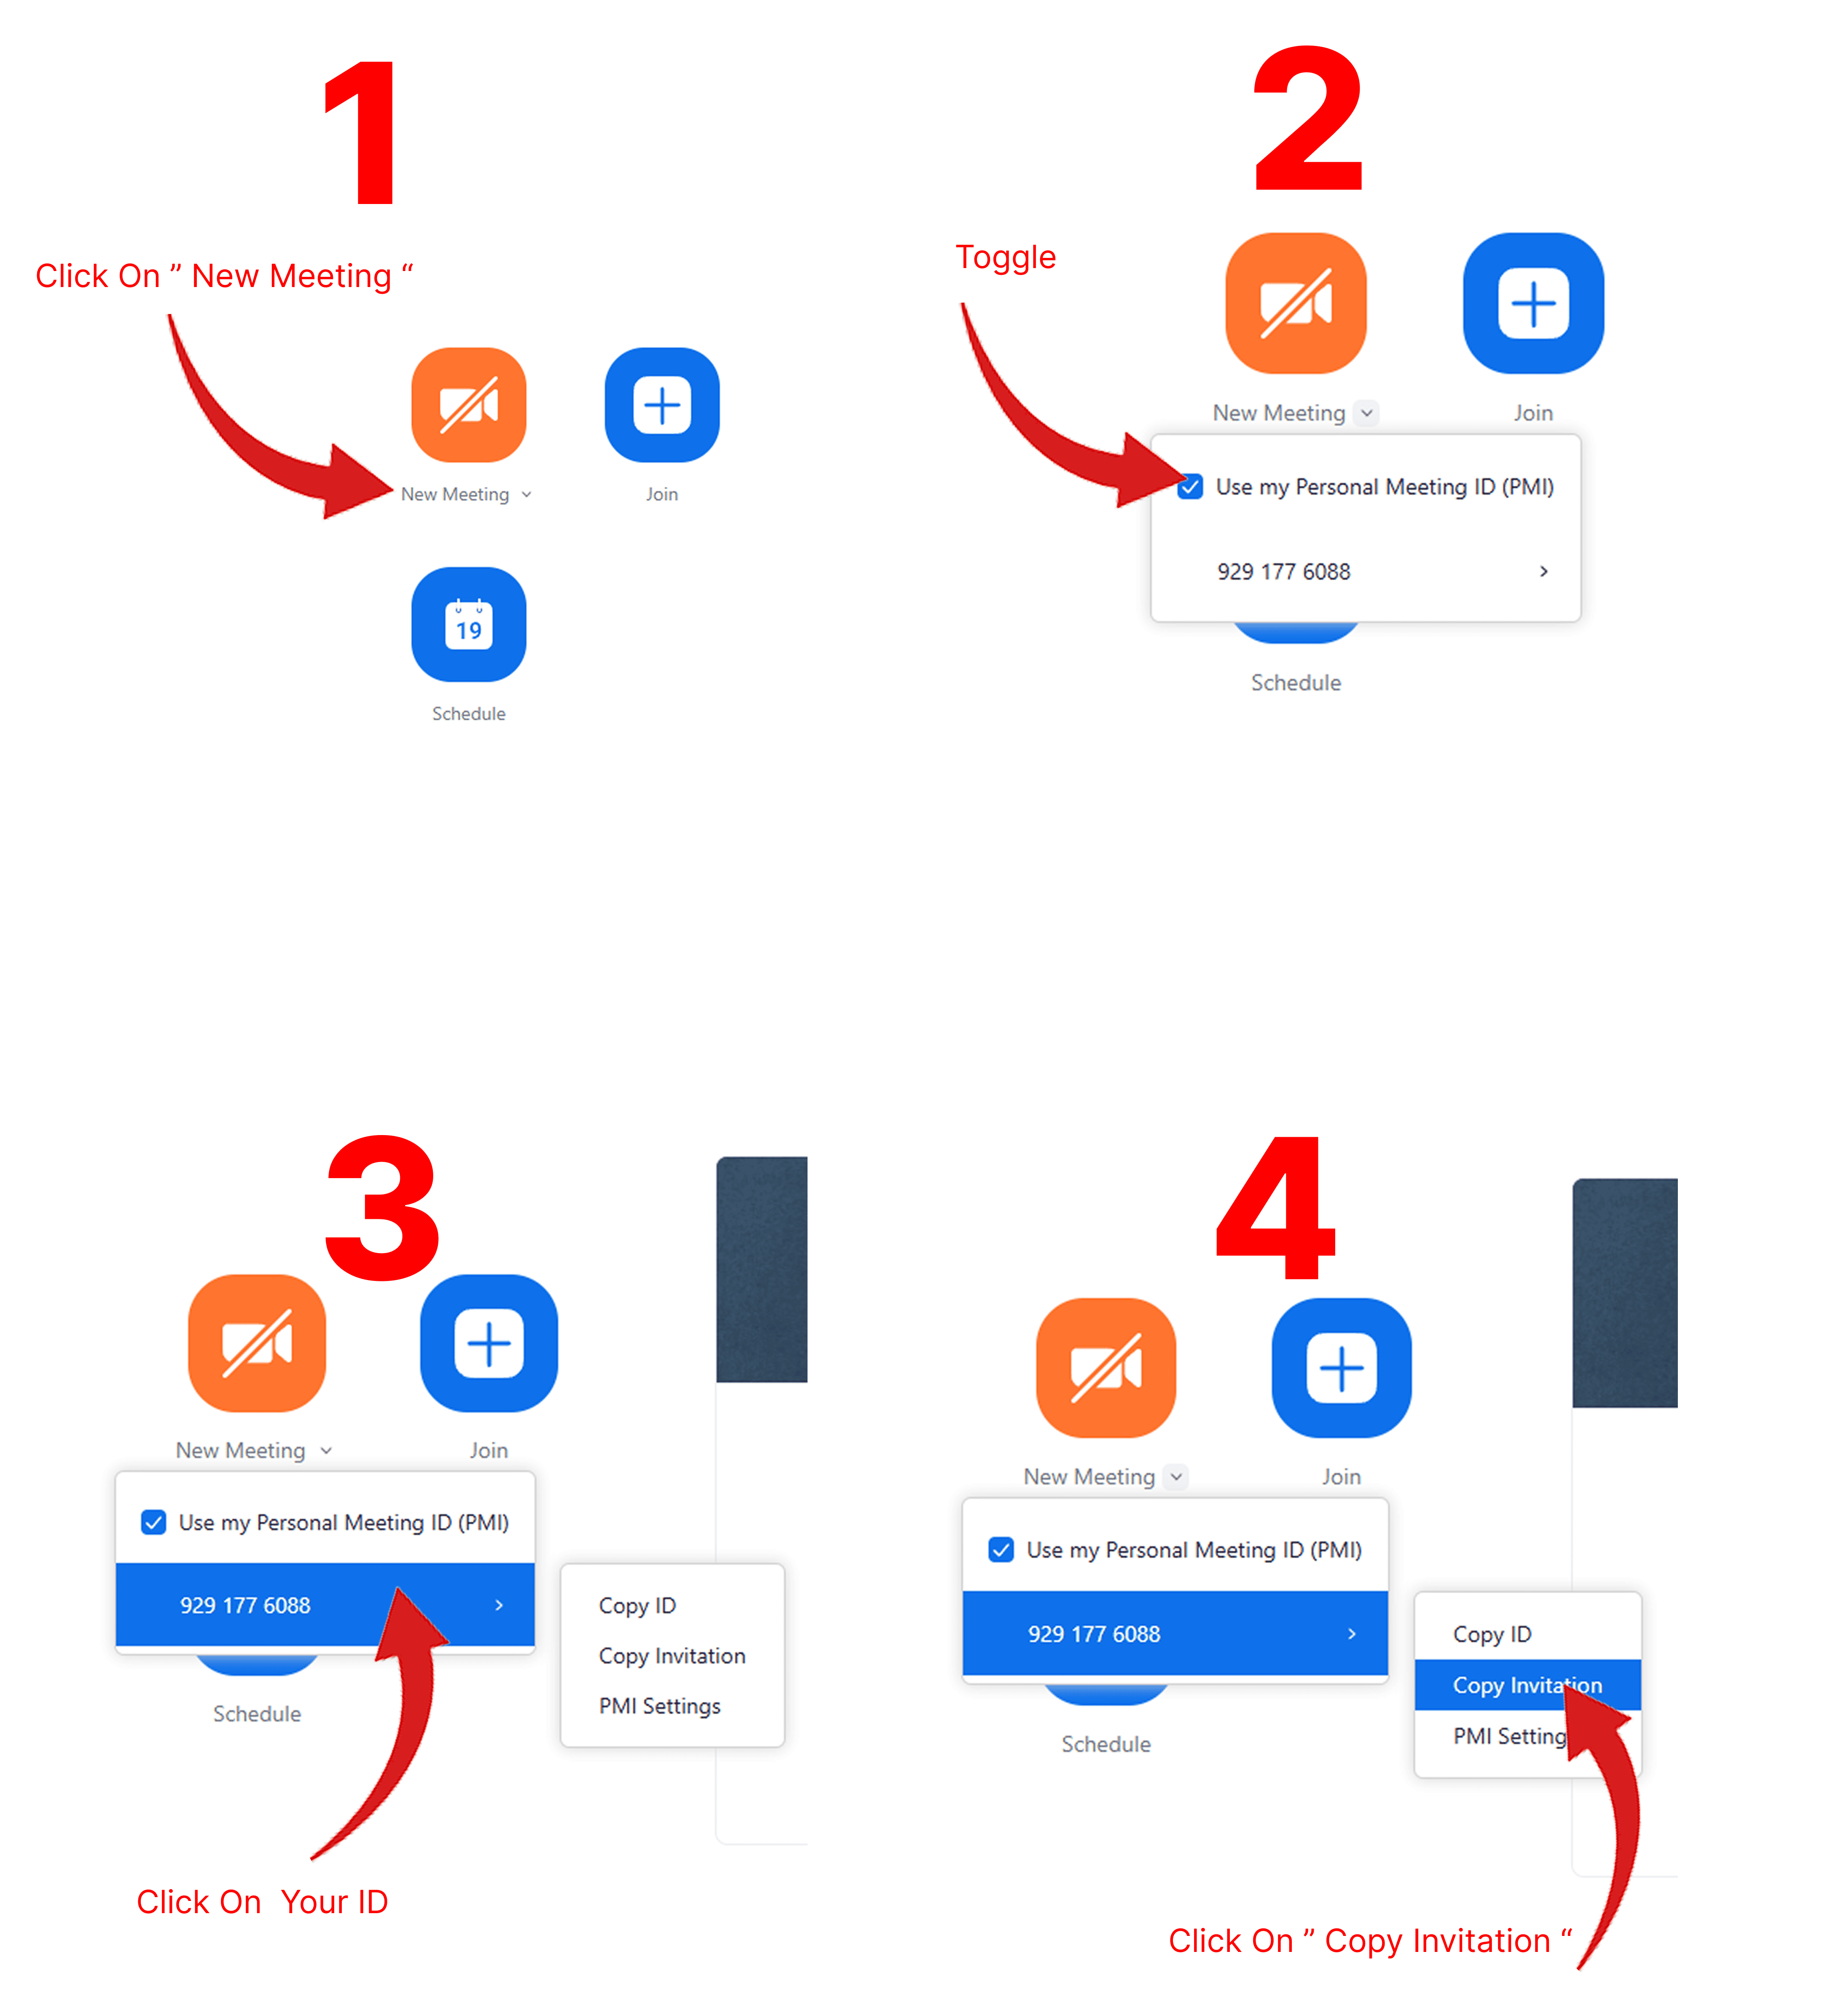 1
Click On ” New Meeting “
New Meeting
Join
19
Schedule
2
Toggle
New Meeting
Join
Use my Personal Meeting ID (PMI)
929 177 6088
Schedule
3
New Meeting
Join
Use my Personal Meeting ID (PMI)
929 177 6088
Copy ID
Copy Invitation
PMI Settings
Schedule
Click On  Your ID
4
New Meeting
Join
Use my Personal Meeting ID (PMI)
929 177 6088
Copy ID
Copy Invitation
PMI Setting
Schedule
Click On ” Copy Invitation “